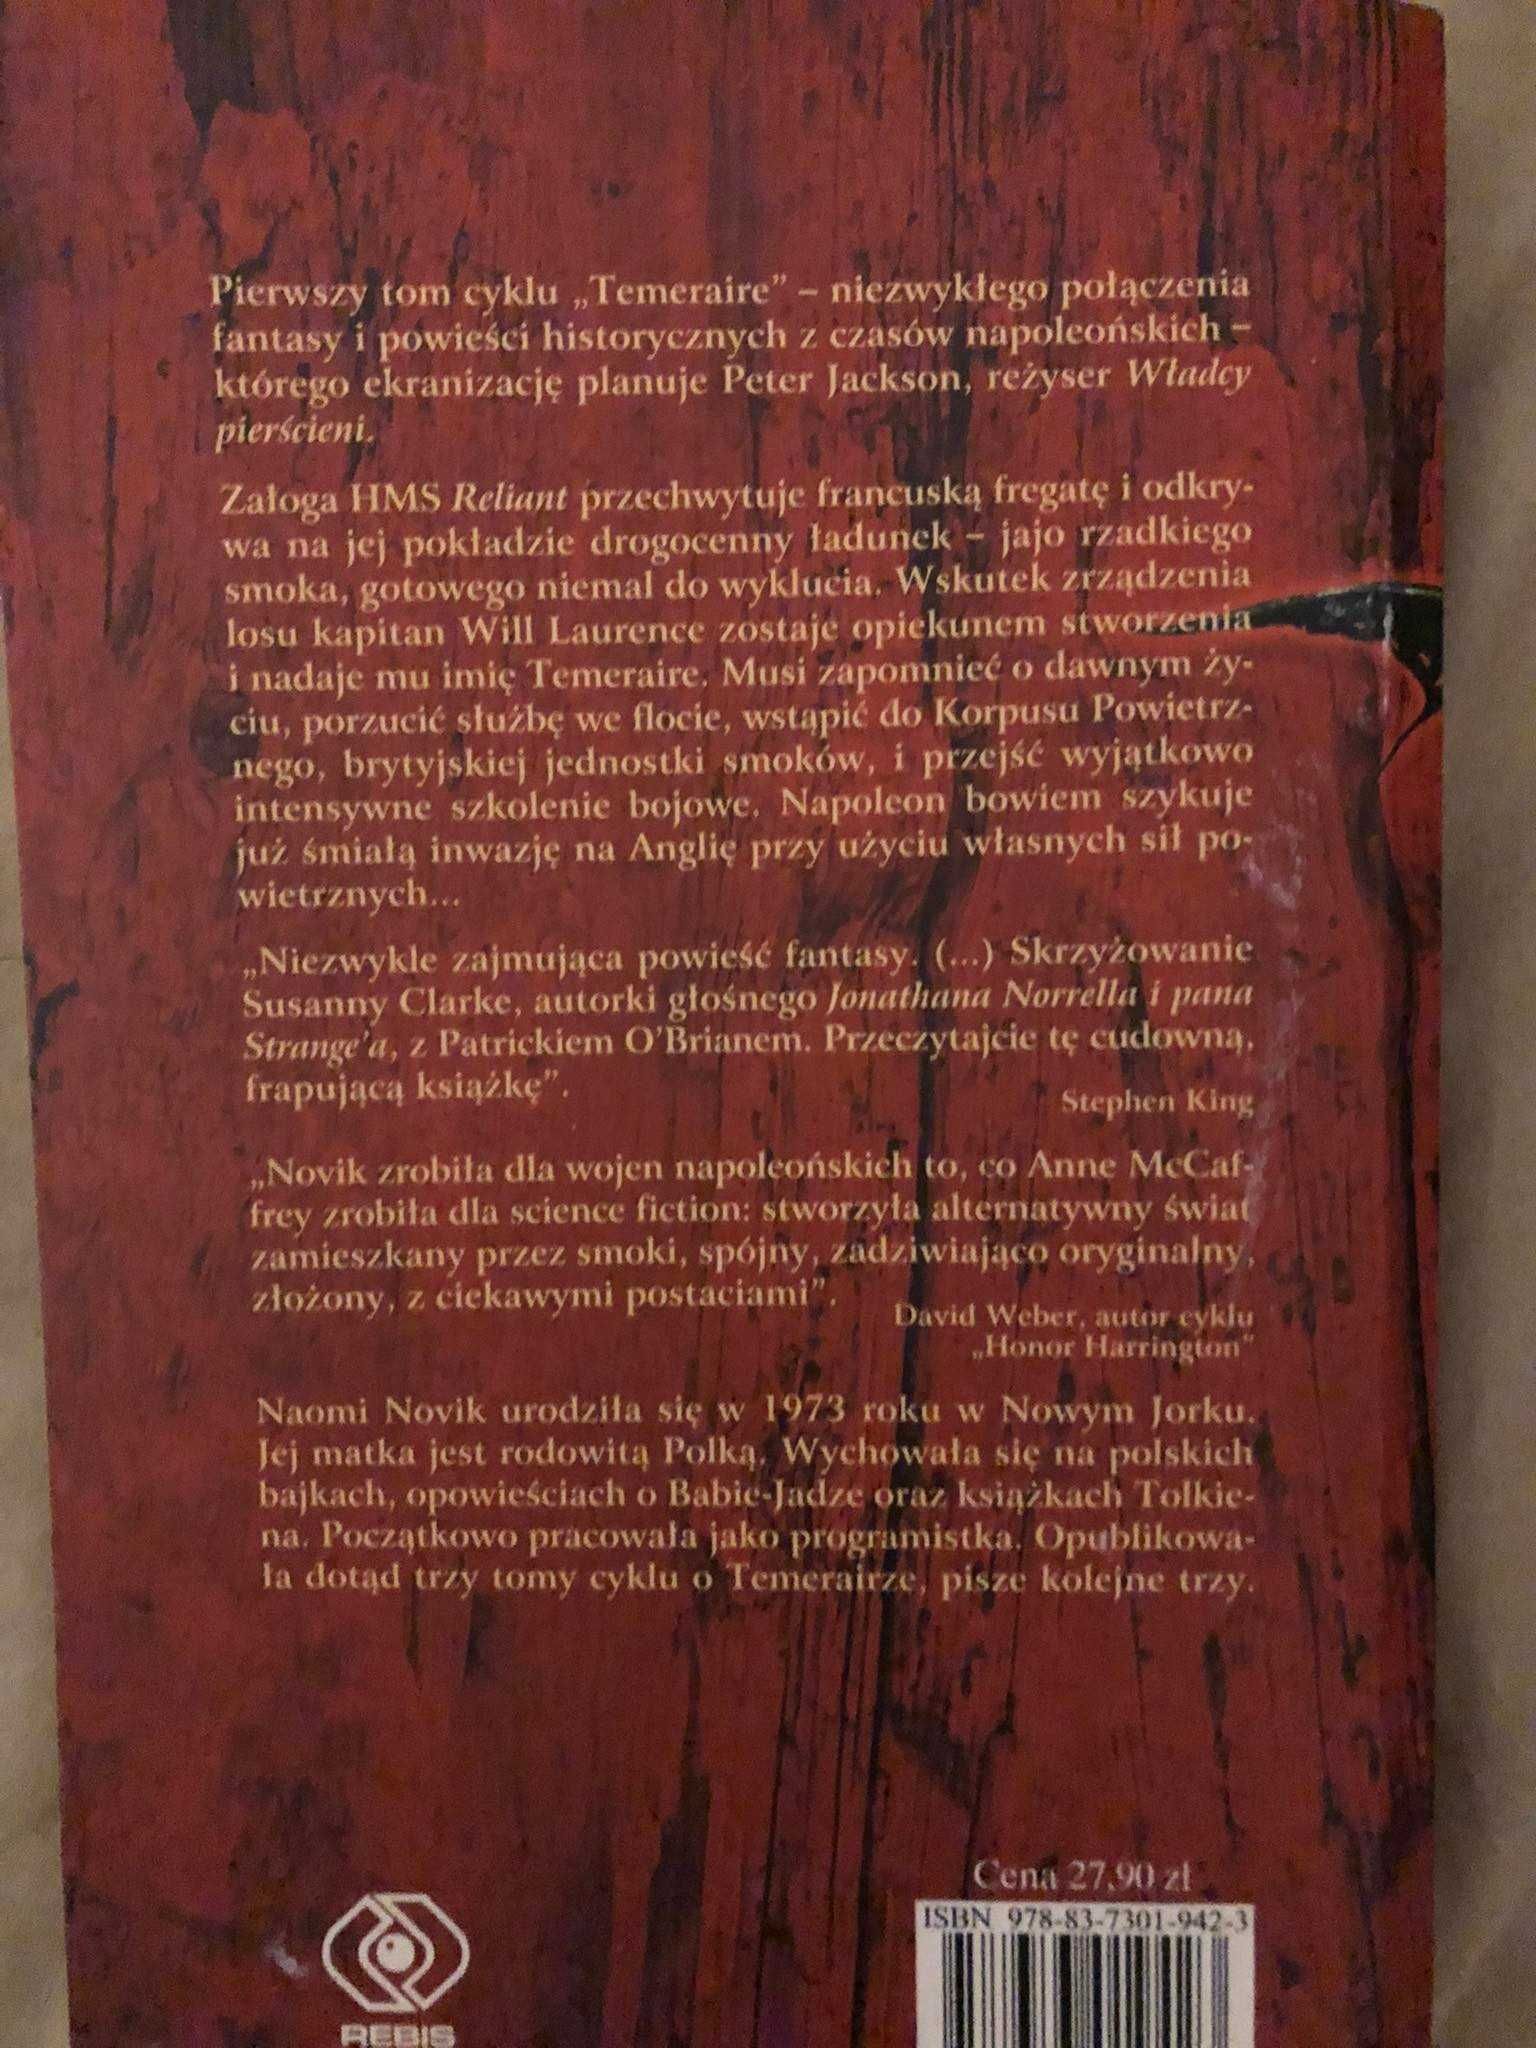 Pierwszy tom cyklu „Temeraire” – niezwykłego połączenia
fantasy i powieści historycznych z czasów napoleońskich –
którego ekranizację planuje Peter Jackson, reżyser Władcy
pierścieni.
Załoga HMS Reliant przechwytuje francuską fregatę i odkry-
wa na jej pokładzie drogocenny ładunek – jajo rzadkiego
smoka, gotowego niemal do wyklucia. Wskutek zrządzenia
losu kapitan Will Laurence zostaje opiekunem stworzenia
i nadaje mu imię Temeraire. Musi zapomnieć o dawnym ży-
ciu, porzucić służbę we flocie, wstąpić do Korpusu Powietrz-
nego, brytyjskiej jednostki smoków, i przejść wyjątkowo
intensywne szkolenie bojowe. Napoleon bowiem szykuje
już śmiałą inwazję na Anglię przy użyciu własnych sił po-
wietrznych...
„Niezwykle zajmująca powieść fantasy. (...) Skrzyżowanie
Susanny Clarke, autorki głośnego Jonathana Norrella i pana
Strange’a, z Patrickiem O’Brianem. Przeczytajcie tę cudowną,
frapującą książkę”.
Stephen King
„Novik zrobiła dla wojen napoleońskich to, co Anne McCaf-
frey zrobiła dla science fiction: stworzyła alternatywny świat
zamieszkany przez smoki, spójny, zadziwiająco oryginalny,
złożony, z ciekawymi postaciami”.
David Weber, autor cyklu
„Honor Harrington”
Naomi Novik urodziła się w 1973 roku w Nowym Jorku.
Jej matka jest rodowitą Polką. Wychowała się na polskich
bajkach, opowieściach o Babie-Jadze oraz książkach Tolkie-
na. Początkowo pracowała jako programistka. Opublikowa-
ła dotąd trzy tomy cyklu o Temerairze, pisze kolejne trzy.
Cena 27,90 zł
ISBN 978-83-7301-942-3
REBIS